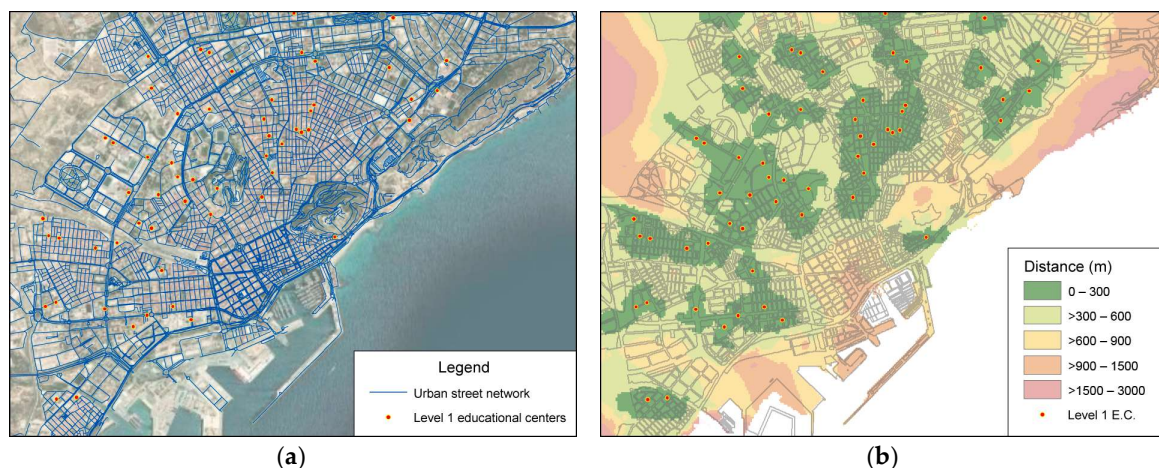 Legend
Urban street network
Level 1 educational centers
Distance (m)
0 – 300
>300 – 600
>600 – 900
>900 – 1500
>1500 – 3000
Level 1 E.C.
(a)
(b)